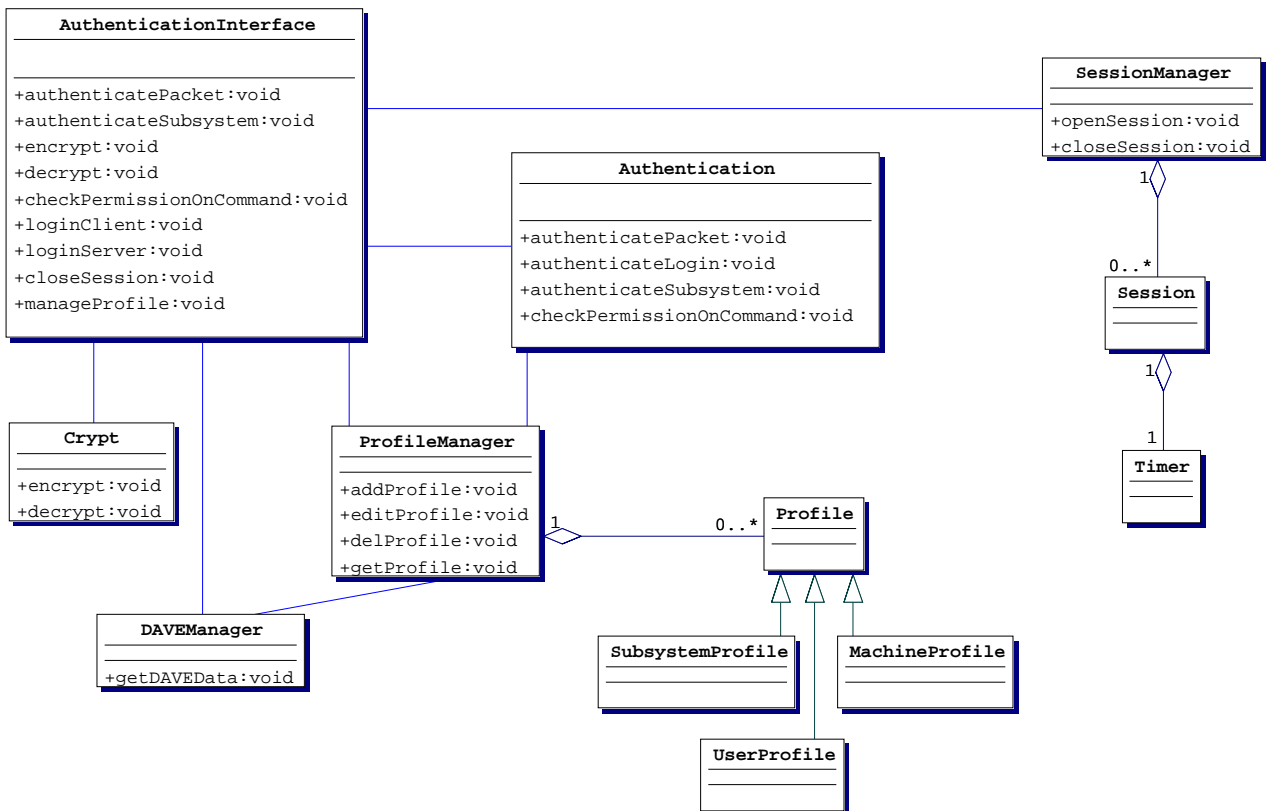 AuthenticationInterface
+authenticatePacket:void
+authenticateSubsystem:void
+encrypt:void
+decrypt:void
+checkPermissionOnCommand:void
+loginClient:void
+loginServer:void
+closeSession:void
+manageProfile:void
SessionManager
+openSession:void
+closeSession:void
1
0..*
Authentication
+authenticatePacket:void
+authenticateLogin:void
+authenticateSubsystem:void
+checkPermissionOnCommand:void
Session
1
1
Timer
Crypt
+encrypt:void
+decrypt:void
ProfileManager
+addProfile:void
+editProfile:void
+delProfile:void
+getProfile:void
1
0..*
Profile
DAVEManager
+getDAVEData:void
SubsystemProfile
MachineProfile
UserProfile